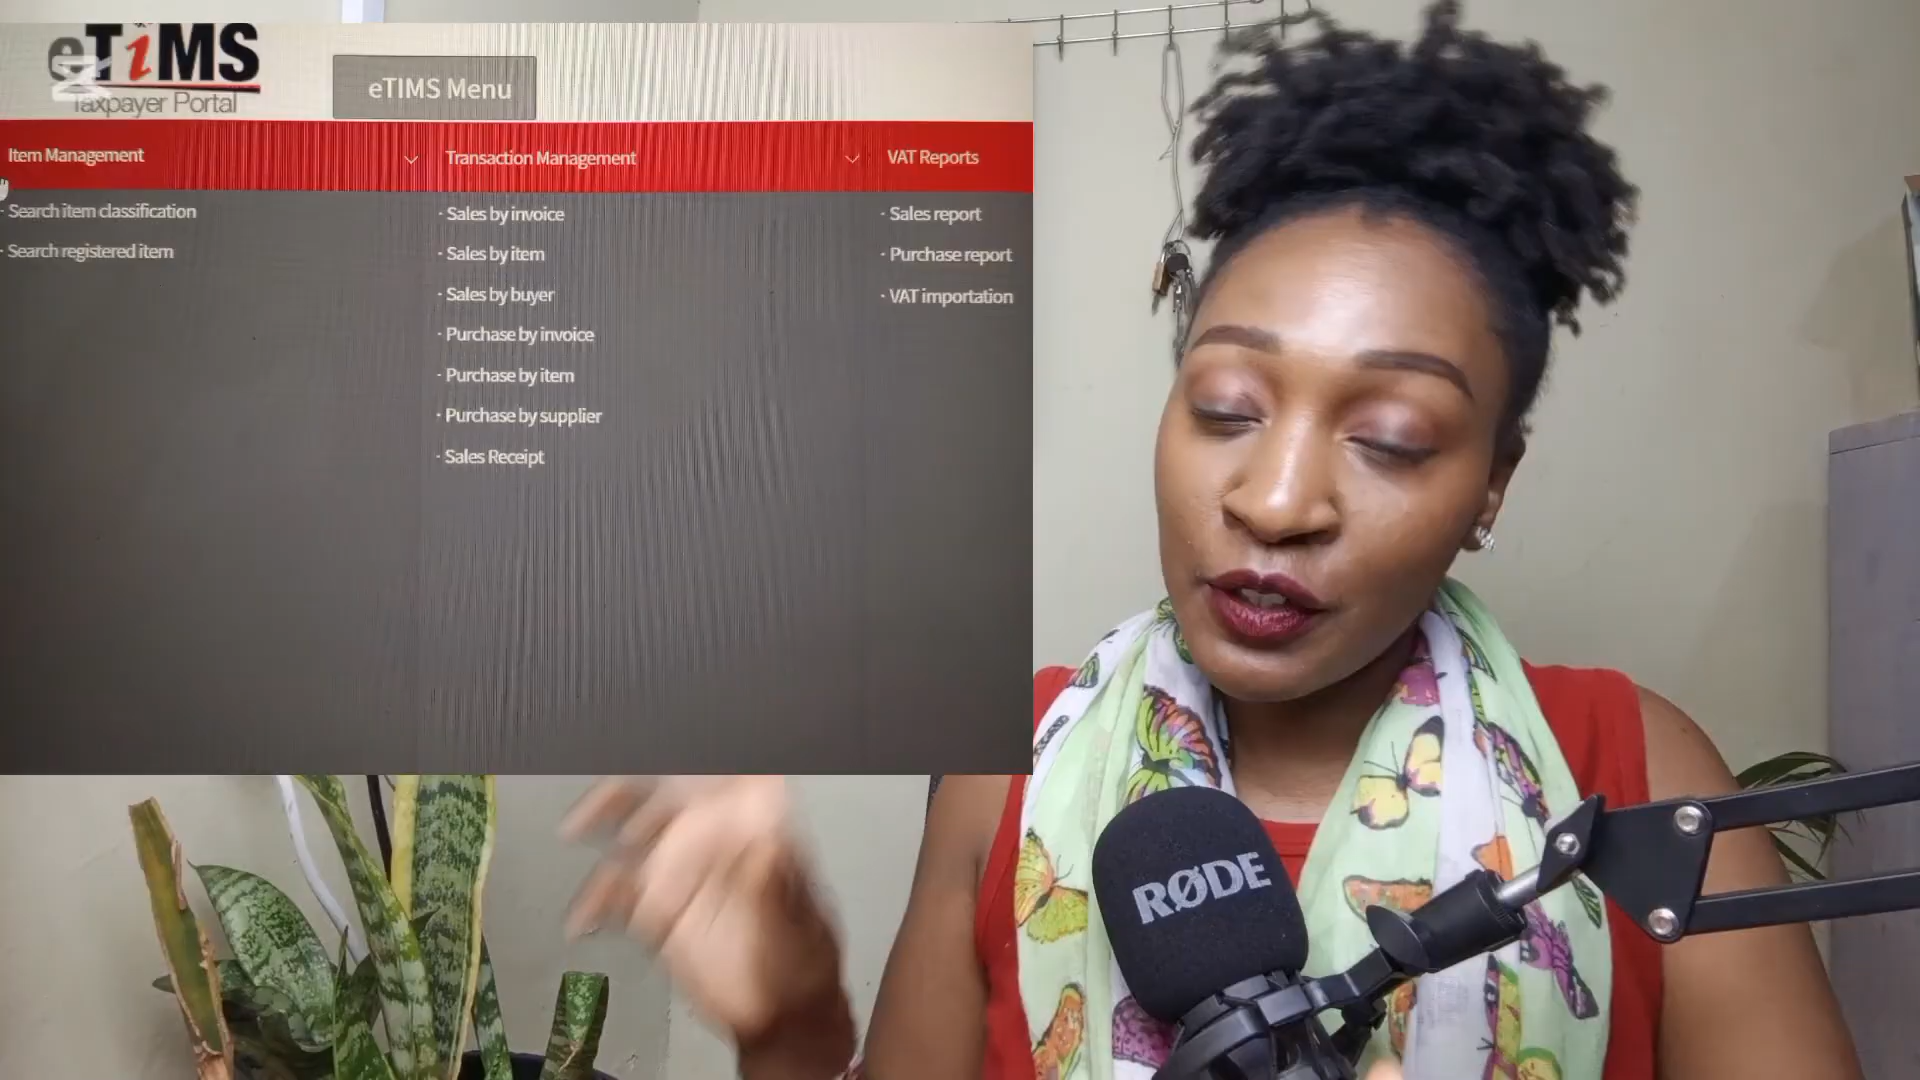 eTiMS
Taxpayer Portal
eTIMS Menu
Item Management
Transaction Management
VAT Reports
· Search item classification
· Search registered item
· Sales by invoice
· Sales by item
· Sales by buyer
· Purchase by invoice
· Purchase by item
· Purchase by supplier
· Sales Receipt
· Sales report
· Purchase report
· VAT importation
RØDE